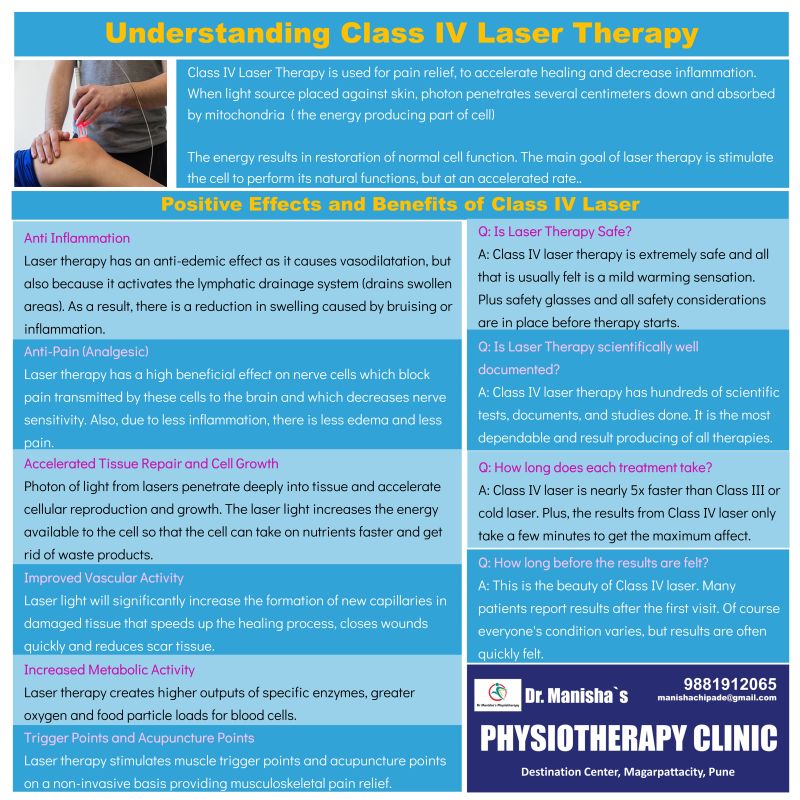 Understanding Class IV Laser Therapy
Class IV Laser Therapy is used for pain relief, to accelerate healing and decrease inflammation.
When light source placed against skin, photon penetrates several centimeters down and absorbed
by mitochondria ( the energy producing part of cell)
The energy results in restoration of normal cell function. The main goal of laser therapy is stimulate
the cell to perform its natural functions, but at an accelerated rate..
Positive Effects and Benefits of Class IV Laser
Anti Inflammation
Laser therapy has an anti-edemic effect as it causes vasodilatation, but
also because it activates the lymphatic drainage system (drains swollen
areas). As a result, there is a reduction in swelling caused by bruising or
inflammation.
Anti-Pain (Analgesic)
Laser therapy has a high beneficial effect on nerve cells which block
pain transmitted by these cells to the brain and which decreases nerve
sensitivity. Also, due to less inflammation, there is less edema and less
pain.
Accelerated Tissue Repair and Cell Growth
Photon of light from lasers penetrate deeply into tissue and accelerate
cellular reproduction and growth. The laser light increases the energy
available to the cell so that the cell can take on nutrients faster and get
rid of waste products.
Improved Vascular Activity
Laser light will significantly increase the formation of new capillaries in
damaged tissue that speeds up the healing process, closes wounds
quickly and reduces scar tissue.
Increased Metabolic Activity
Laser therapy creates higher outputs of specific enzymes, greater
oxygen and food particle loads for blood cells.
Trigger Points and Acupuncture Points
Laser therapy stimulates muscle trigger points and acupuncture points
on a non-invasive basis providing musculoskeletal pain relief.
Q: Is Laser Therapy Safe?
A: Class IV laser therapy is extremely safe and all
that is usually felt is a mild warming sensation.
Plus safety glasses and all safety considerations
are in place before therapy starts.
Q: Is Laser Therapy scientifically well
documented?
A: Class IV laser therapy has hundreds of scientific
tests, documents, and studies done. It is the most
dependable and result producing of all therapies.
Q: How long does each treatment take?
A: Class IV laser is nearly 5x faster than Class III or
cold laser. Plus, the results from Class IV laser only
take a few minutes to get the maximum affect.
Q: How long before the results are felt?
A: This is the beauty of Class IV laser. Many
patients report results after the first visit. Of course
everyone's condition varies, but results are often
quickly felt.
Dr Manisha's Physiotherapy
Dr. Manisha`s
9881912065
manishachipade@gmail.com
PHYSIOTHERAPY CLINIC
Destination Center, Magarpattacity, Pune